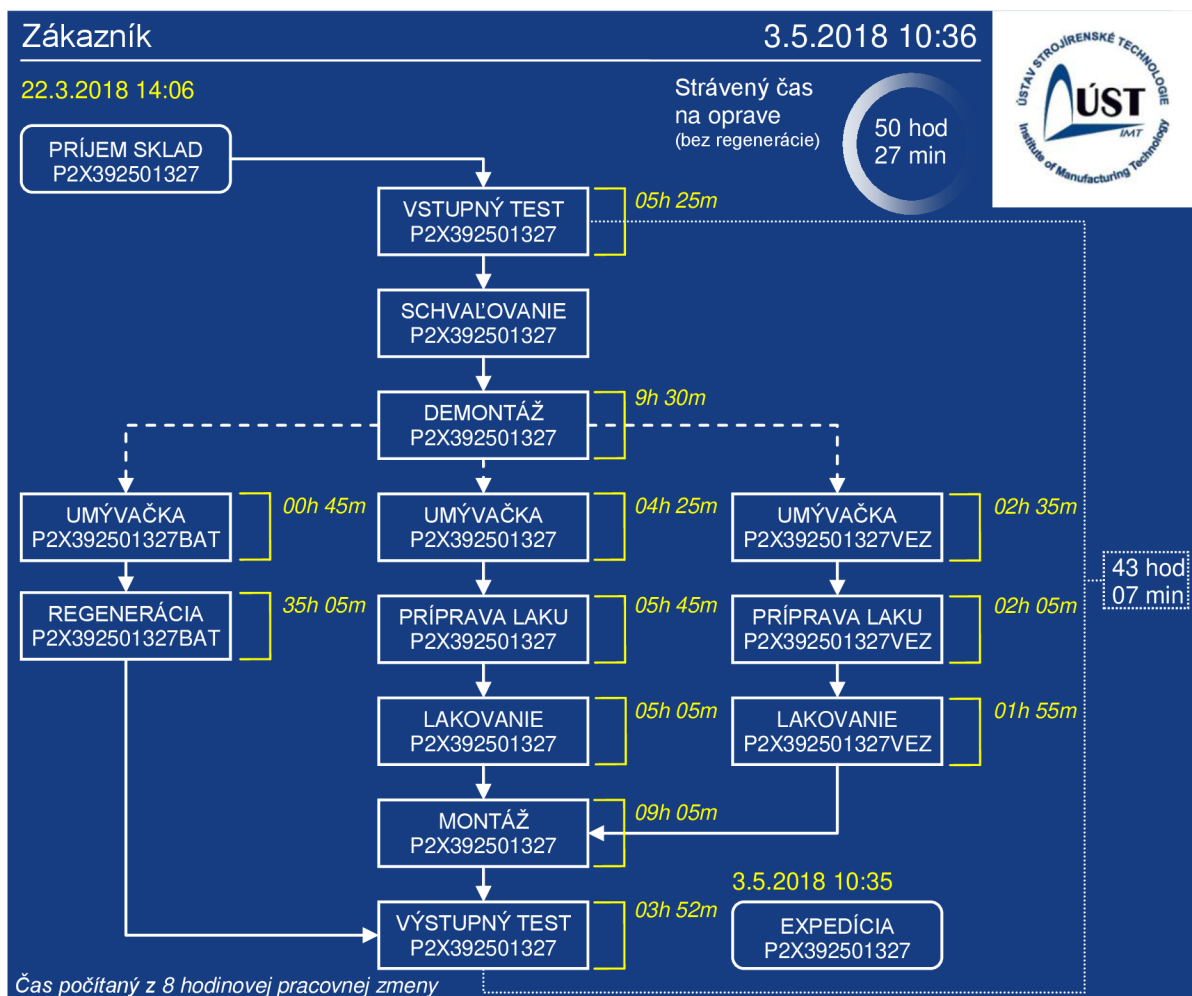 Zákazník
3.5.2018 10:36
ÚSTAV STROJÍRENSKÉ TECHNOLOGIE
ÚST
IMT
Institute of Manufacturing Technology
22.3.2018 14:06
Strávený čas
na oprave
(bez regenerácie)
50 hod
27 min
PRÍJEM SKLAD
P2X392501327
VSTUPNÝ TEST
P2X392501327
05h 25m
SCHVAĽOVANIE
P2X392501327
DEMONTÁŽ
P2X392501327
9h 30m
UMÝVAČKA
P2X392501327BAT
00h 45m
UMÝVAČKA
P2X392501327
04h 25m
UMÝVAČKA
P2X392501327VEZ
02h 35m
43 hod
07 min
REGENERÁCIA
P2X392501327BAT
35h 05m
PRÍPRAVA LAKU
P2X392501327
05h 45m
PRÍPRAVA LAKU
P2X392501327VEZ
02h 05m
LAKOVANIE
P2X392501327
05h 05m
LAKOVANIE
P2X392501327VEZ
01h 55m
MONTÁŽ
P2X392501327
09h 05m
VÝSTUPNÝ TEST
P2X392501327
03h 52m
3.5.2018 10:35
EXPEDÍCIA
P2X392501327
Čas počítaný z 8 hodinovej pracovnej zmeny